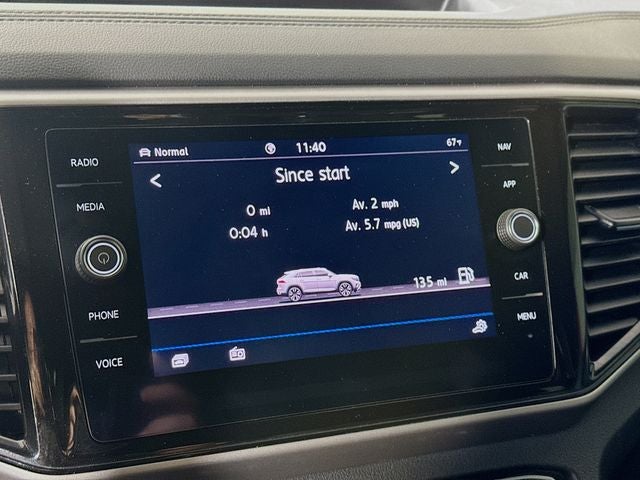 RADIO
MEDIA
PHONE
VOICE
Normal 11:40 67°F
< Since start >
0 mi Av. 2 mph
0:04 h Av. 5.7 mpg (US)
135 mi
NAV
APP
CAR
MENU